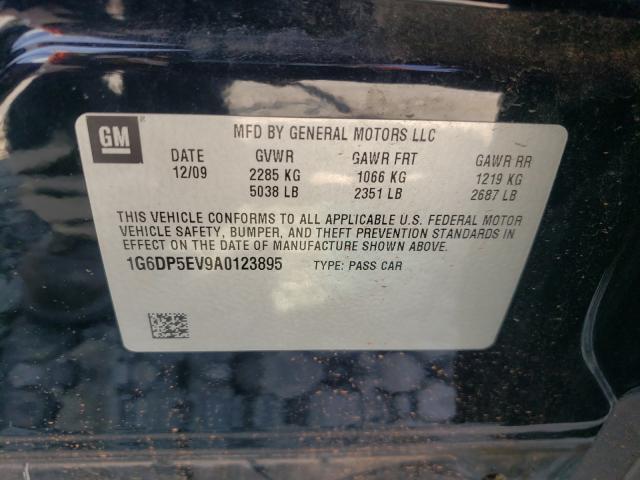 GM
MFD BY GENERAL MOTORS LLC
DATE GVWR GAWR FRT GAWR RR
12/09 2285 KG 1066 KG 1219 KG
5038 LB 2351 LB 2687 LB
THIS VEHICLE CONFORMS TO ALL APPLICABLE U.S. FEDERAL MOTOR
VEHICLE SAFETY, BUMPER, AND THEFT PREVENTION STANDARDS IN
EFFECT ON THE DATE OF MANUFACTURE SHOWN ABOVE.
1G6DP5EV9A0123895 TYPE: PASS CAR